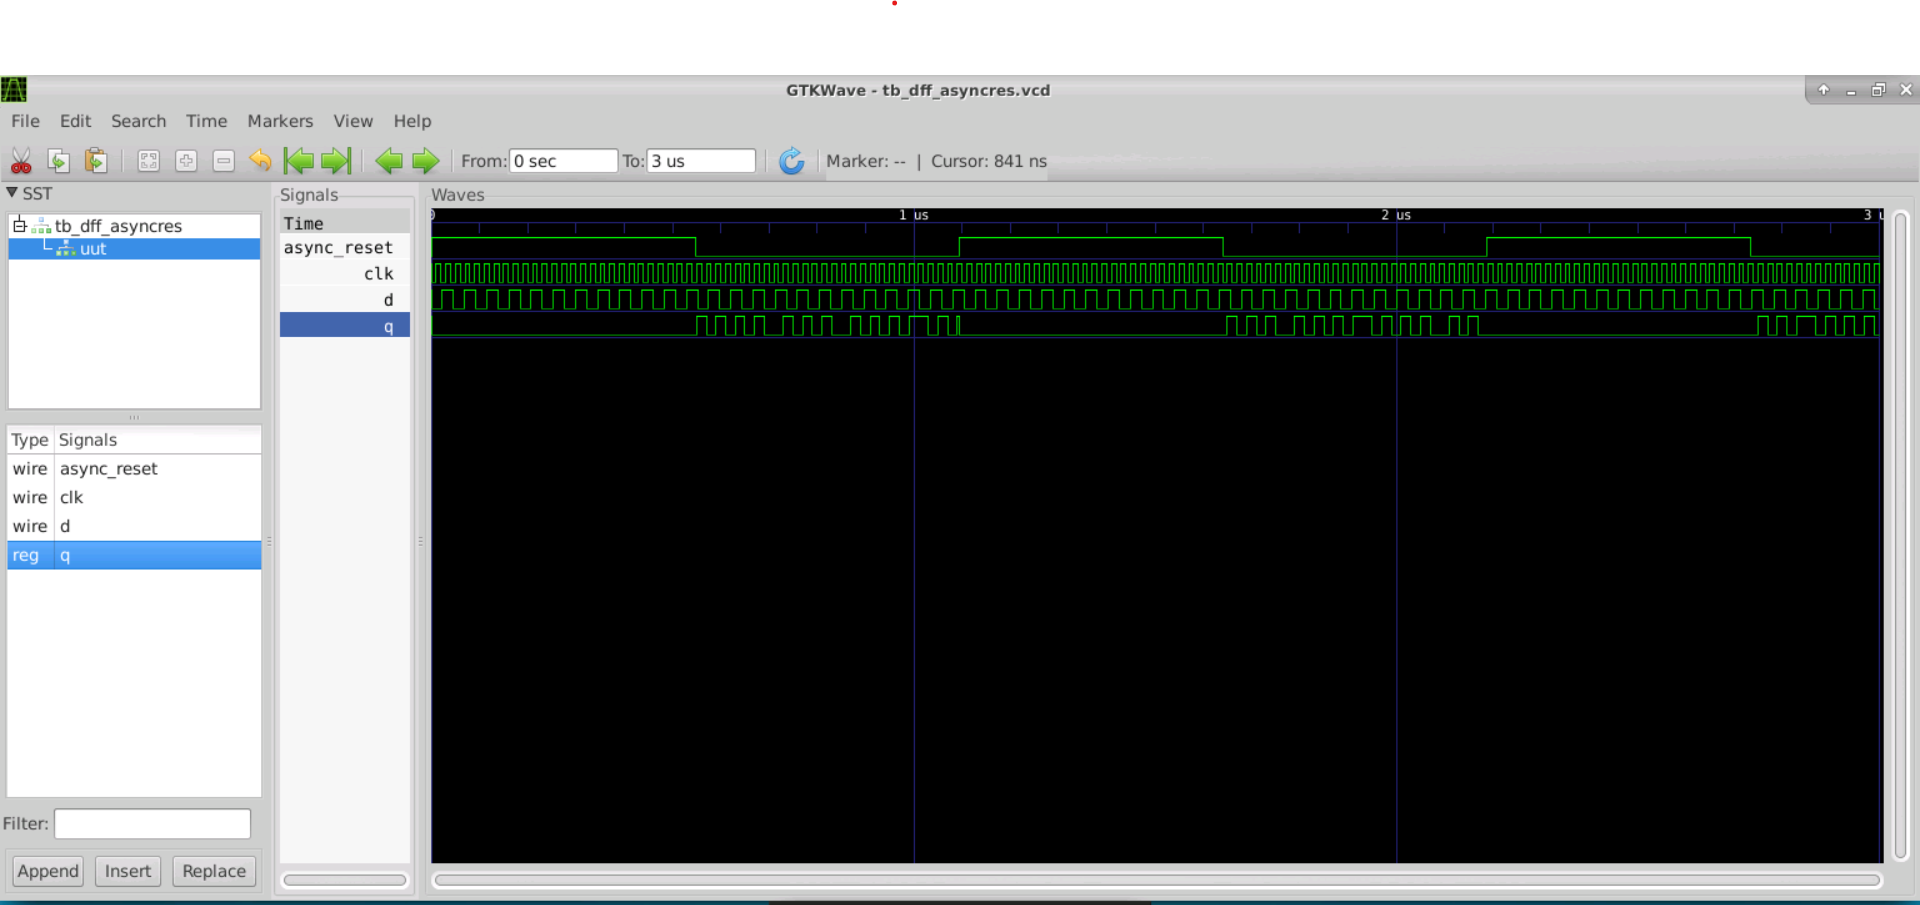 GTKWave - tb_dff_asyncres.vcd
File Edit Search Time Markers View Help
From: 0 sec To: 3 us Marker: -- | Cursor: 841 ns
SST
tb_dff_asyncres
uut
Type Signals
wire async_reset
wire clk
wire d
reg q
Filter:
Append Insert Replace
Signals
Time
async_reset
clk
d
q
Waves
0 1 us 2 us 3 u